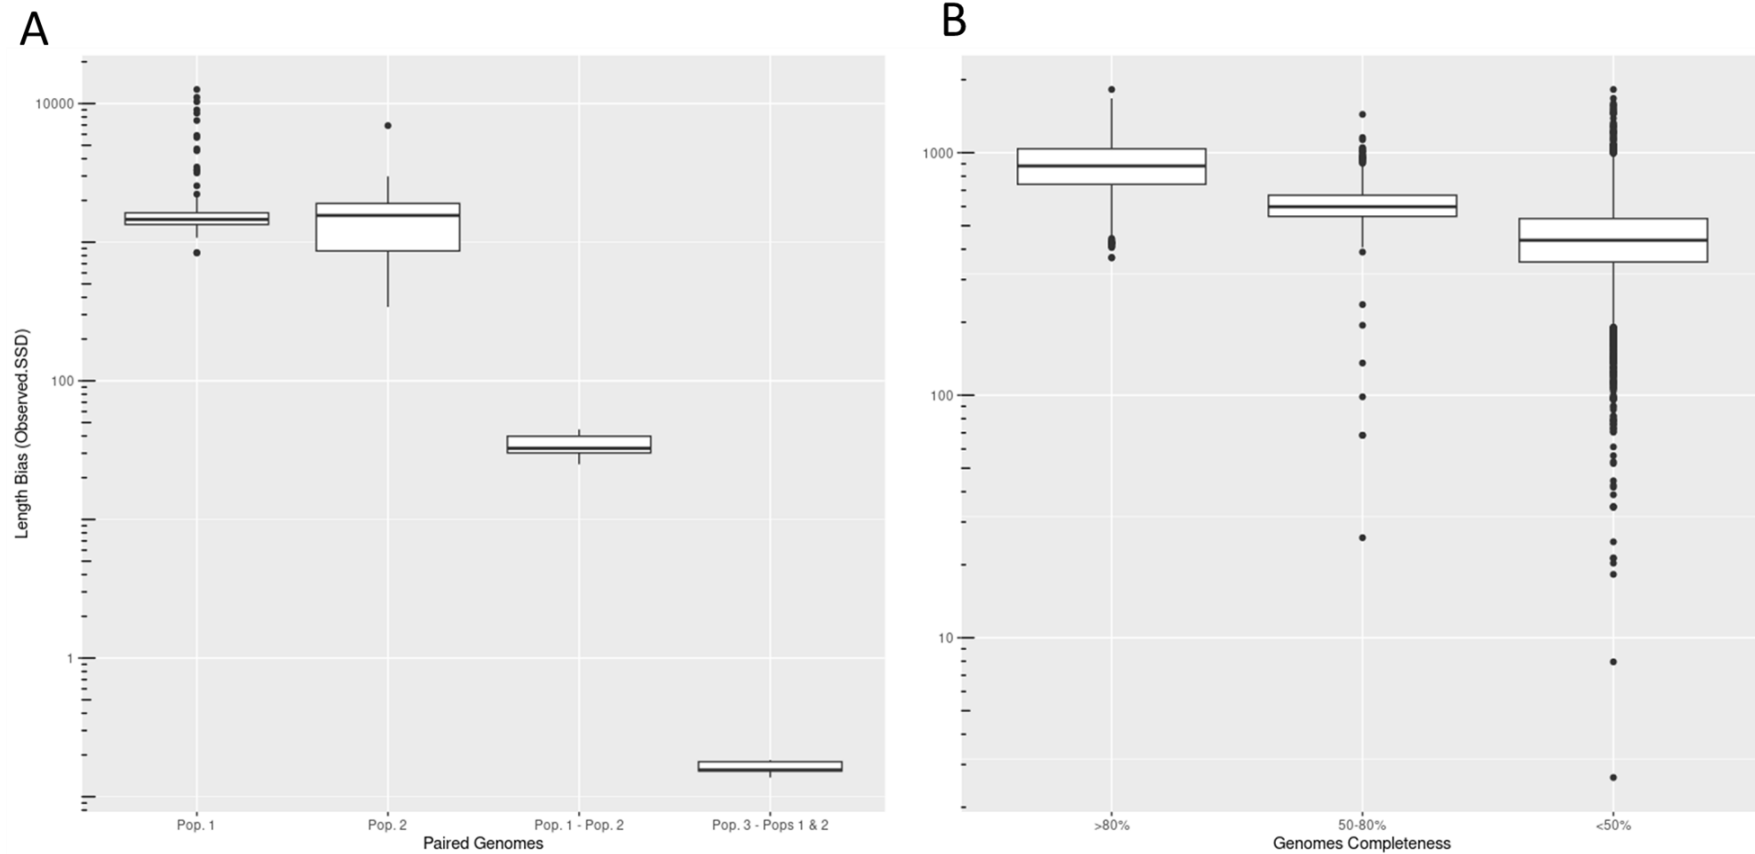 A
B
Length Bias (Observed.SSD)
10000
100
1
Pop. 1
Pop. 2
Pop. 1 - Pop. 2
Pop. 3 - Pops 1 & 2
Paired Genomes
1000
100
10
>80%
50-80%
<50%
Genomes Completeness